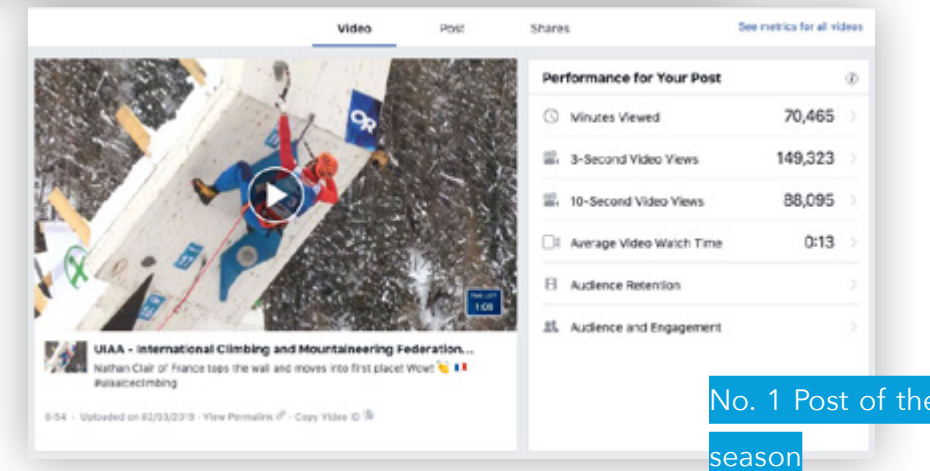 Video Post Shares See metrics for all videos
OR
17
TIME LEFT
1:08
UIAA - International Climbing and Mountaineering Federation...
Nathan Clair of France tops the wall and moves into first place! Wow! 👏 🇫🇷
#uiaaiceclimbing
0:54 · Uploaded on 02/03/2019 · View Permalink · Copy Video ID
Performance for Your Post
Minutes Viewed 70,465
3-Second Video Views 149,323
10-Second Video Views 88,095
Average Video Watch Time 0:13
Audience Retention
Audience and Engagement
No. 1 Post of the
season